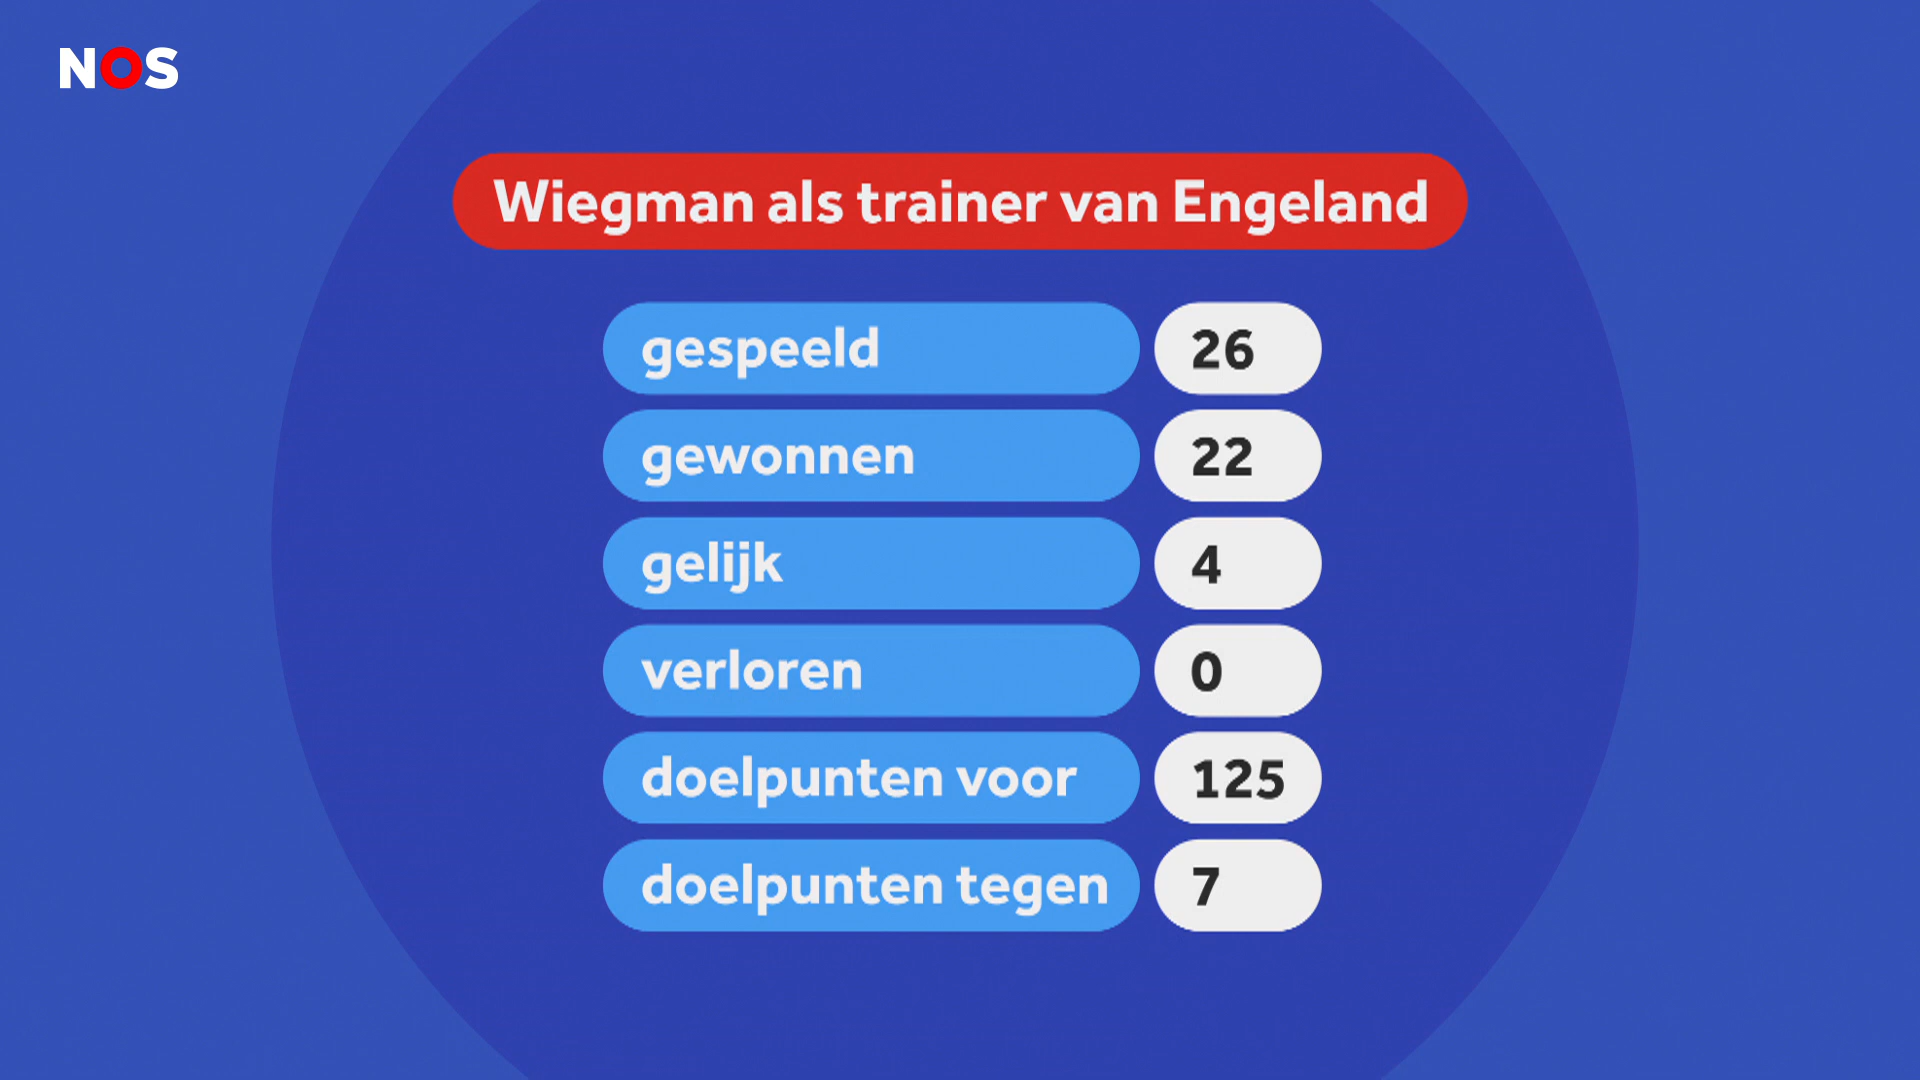 NOS
Wiegman als trainer van Engeland
gespeeld 26
gewonnen 22
gelijk 4
verloren 0
doelpunten voor 125
doelpunten tegen 7